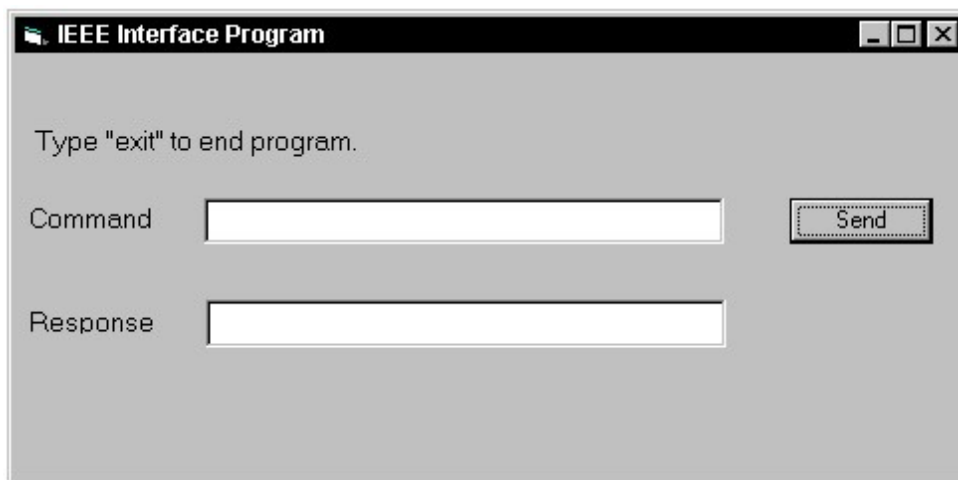 IEEE Interface Program
Type "exit" to end program.
Command
Send
Response